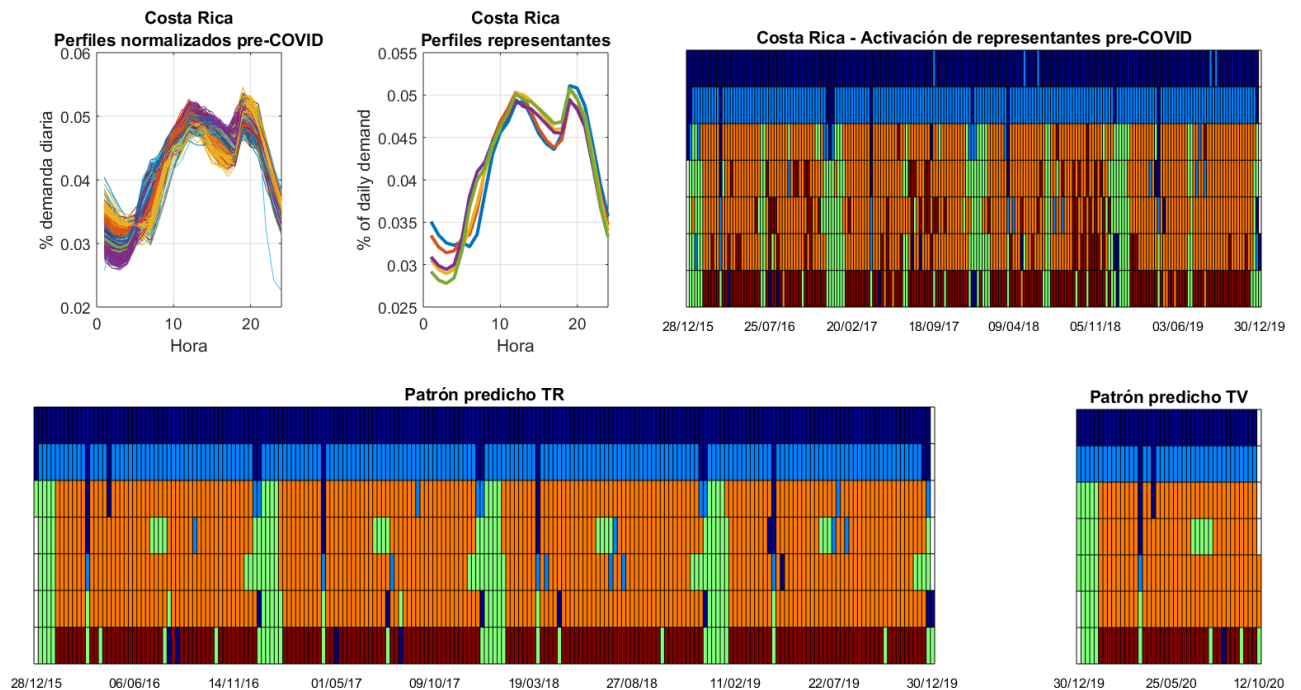 Costa Rica
Perfiles normalizados pre-COVID
% demanda diaria
0.06
0.05
0.04
0.03
0.02
0
10
20
Hora
Costa Rica
Perfiles representantes
% of daily demand
0.055
0.05
0.045
0.04
0.035
0.03
0.025
0
10
20
Hora
Costa Rica - Activación de representantes pre-COVID
28/12/15 25/07/16 20/02/17 18/09/17 09/04/18 05/11/18 03/06/19 30/12/19
Patrón predicho TR
28/12/15 06/06/16 14/11/16 01/05/17 09/10/17 19/03/18 27/08/18 11/02/19 22/07/19 30/12/19
Patrón predicho TV
30/12/19 25/05/20 12/10/20